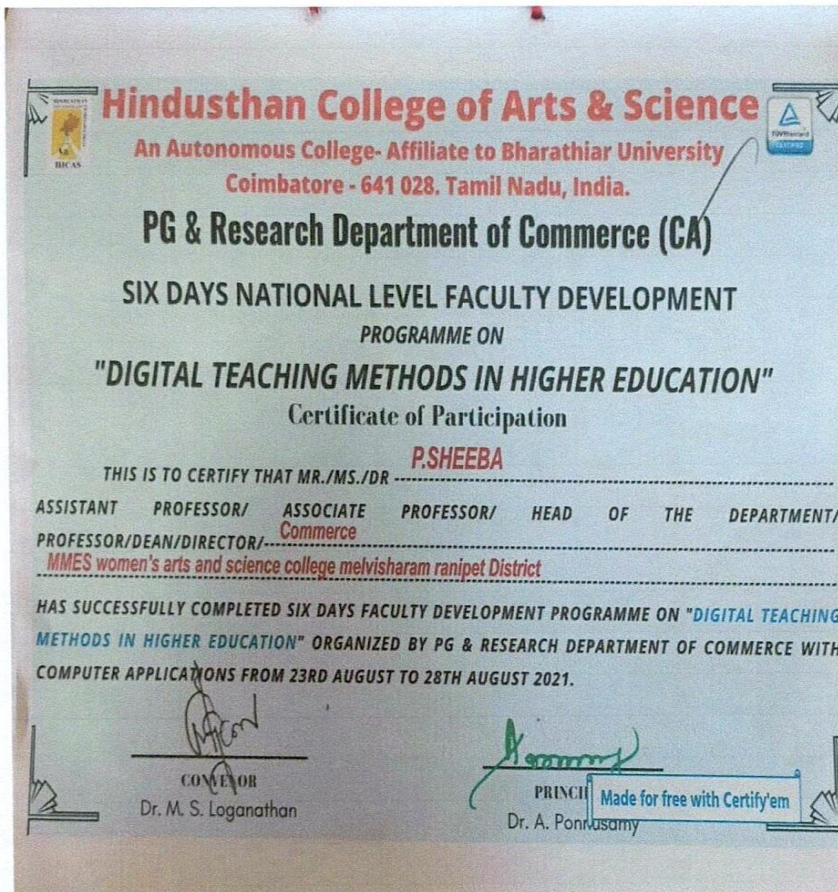 Hindusthan College of Arts & Science
An Autonomous College- Affiliate to Bharathiar University
Coimbatore - 641 028. Tamil Nadu, India.
HICAS
TÜVRheinland
CERTIFIED
PG & Research Department of Commerce (CA)
SIX DAYS NATIONAL LEVEL FACULTY DEVELOPMENT
PROGRAMME ON
"DIGITAL TEACHING METHODS IN HIGHER EDUCATION"
Certificate of Participation
P.SHEEBA
THIS IS TO CERTIFY THAT MR./MS./DR
ASSISTANT PROFESSOR/ ASSOCIATE PROFESSOR/ HEAD OF THE DEPARTMENT/
PROFESSOR/DEAN/DIRECTOR/ Commerce
MMES women's arts and science college melvisharam ranipet District
HAS SUCCESSFULLY COMPLETED SIX DAYS FACULTY DEVELOPMENT PROGRAMME ON "DIGITAL TEACHING
METHODS IN HIGHER EDUCATION" ORGANIZED BY PG & RESEARCH DEPARTMENT OF COMMERCE WITH
COMPUTER APPLICATIONS FROM 23RD AUGUST TO 28TH AUGUST 2021.
CONVENOR
Dr. M. S. Loganathan
PRINCI
Dr. A. Ponnusamy
Made for free with Certify'em